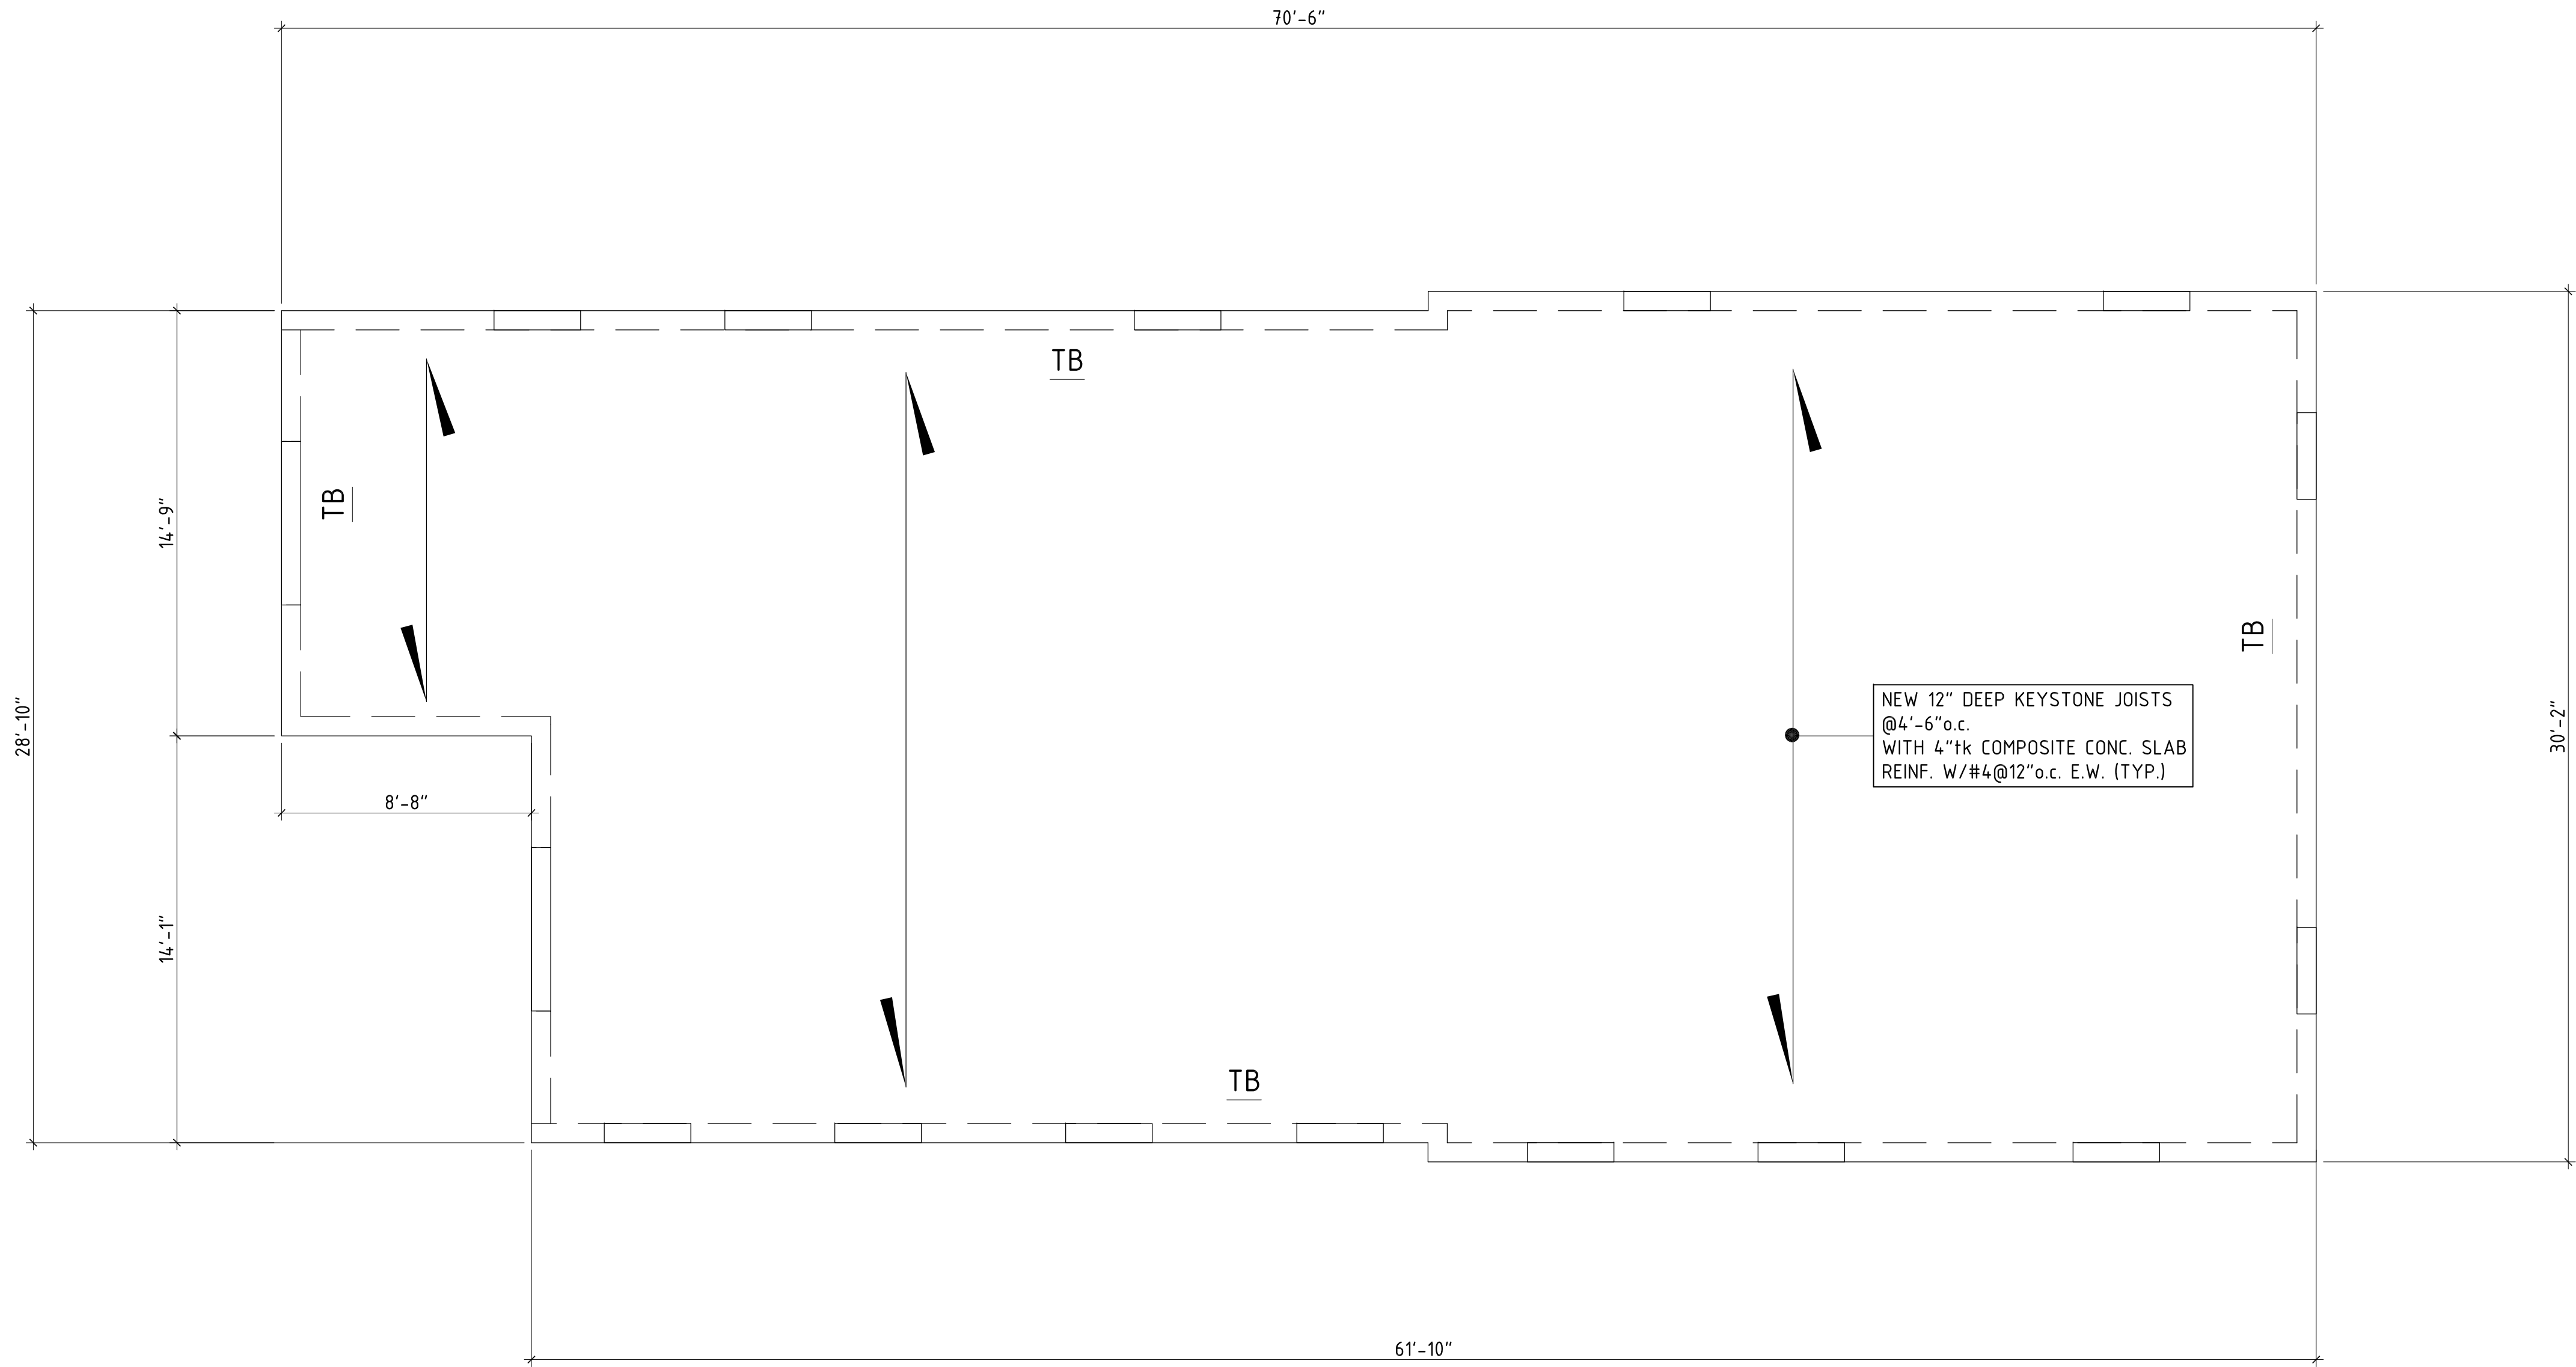 70'-6"
TB
TB
14'-9"
28'-10"
14'-1"
8'-8"
TB
NEW 12" DEEP KEYSTONE JOISTS
@4'-6"o.c.
WITH 4"tk COMPOSITE CONC. SLAB
REINF. W/#4@12"o.c. E.W. (TYP.)
30'-2"
TB
61'-10"